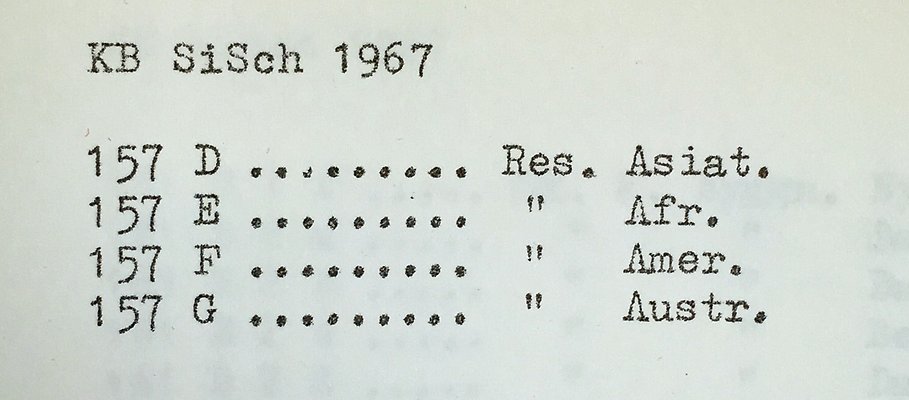 KB SiSch 1967
157 D ......... Res. Asiat.
157 E ......... " Afr.
157 F ......... " Amer.
157 G ......... " Austr.